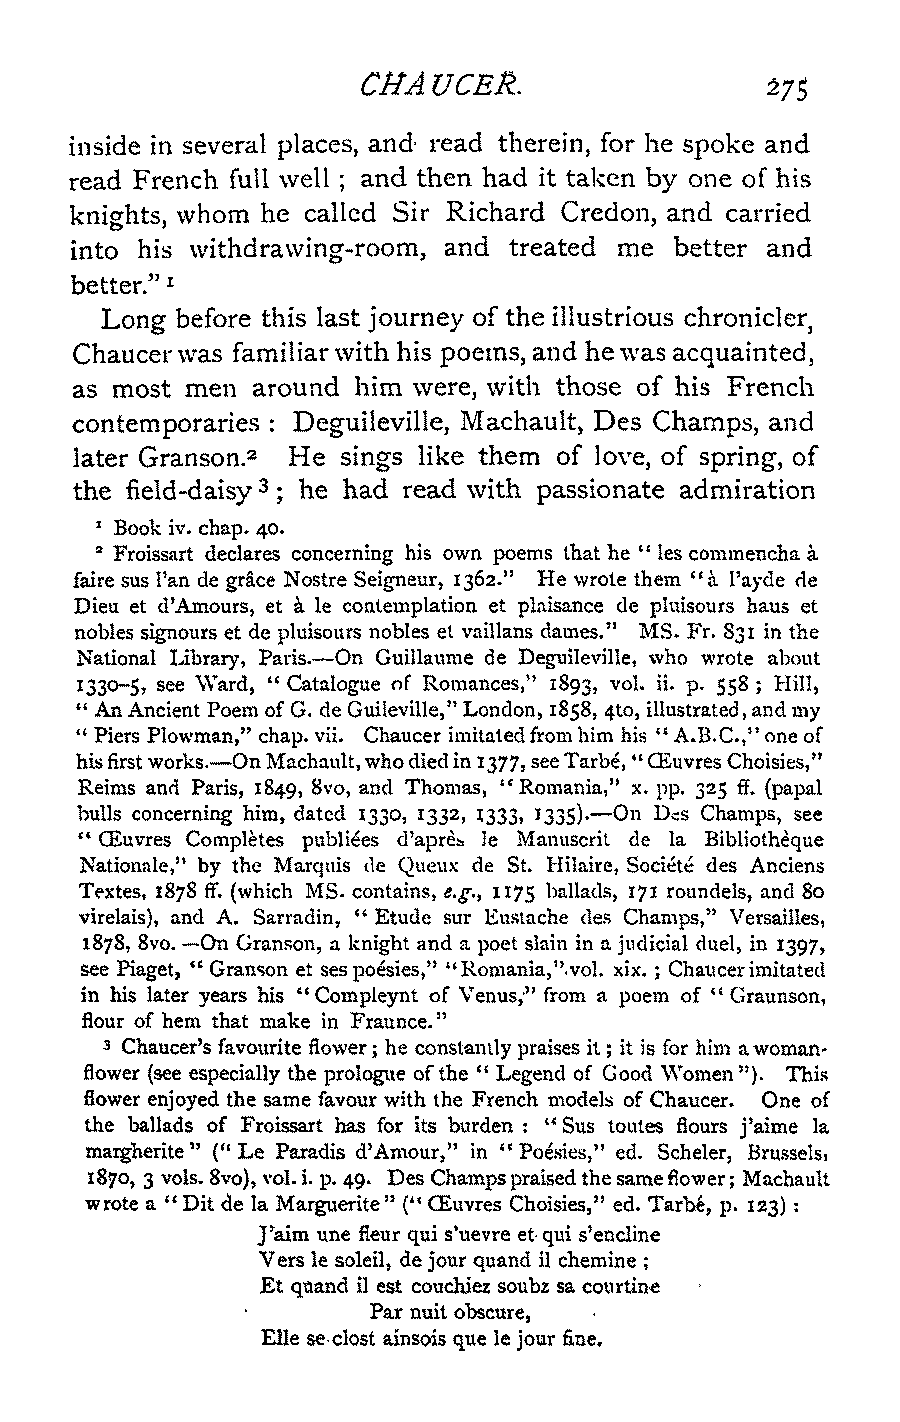 CHAUCER. 275
inside in several places, and read therein, for he spoke and
read French full well ; and then had it taken by one of his
knights, whom he called Sir Richard Credon, and carried
into his withdrawing-room, and treated me better and
better." ¹
Long before this last journey of the illustrious chronicler,
Chaucer was familiar with his poems, and he was acquainted,
as most men around him were, with those of his French
contemporaries : Deguileville, Machault, Des Champs, and
later Granson.² He sings like them of love, of spring, of
the field-daisy ³ ; he had read with passionate admiration
¹ Book iv. chap. 40.
² Froissart declares concerning his own poems that he " les commencha à
faire sus l'an de grâce Nostre Seigneur, 1362." He wrote them "à l'ayde de
Dieu et d'Amours, et à le contemplation et plaisance de pluisours haus et
nobles signours et de pluisours nobles et vaillans dames." MS. Fr. 831 in the
National Library, Paris.—On Guillaume de Deguileville, who wrote about
1330–5, see Ward, " Catalogue of Romances," 1893, vol. ii. p. 558 ; Hill,
" An Ancient Poem of G. de Guileville," London, 1858, 4to, illustrated, and my
" Piers Plowman," chap. vii. Chaucer imitated from him his " A.B.C.," one of
his first works.—On Machault, who died in 1377, see Tarbé, " Œuvres Choisies,"
Reims and Paris, 1849, 8vo, and Thomas, "Romania," x. pp. 325 ff. (papal
bulls concerning him, dated 1330, 1332, 1333, 1335).—On Des Champs, see
" Œuvres Complètes publiées d'après le Manuscrit de la Bibliothèque
Nationale," by the Marquis de Queux de St. Hilaire, Société des Anciens
Textes, 1878 ff. (which MS. contains, e.g., 1175 ballads, 171 roundels, and 80
virelais), and A. Sarradin, " Etude sur Eustache des Champs," Versailles,
1878, 8vo. —On Granson, a knight and a poet slain in a judicial duel, in 1397,
see Piaget, " Granson et ses poésies," "Romania," vol. xix. ; Chaucer imitated
in his later years his "Compleynt of Venus," from a poem of " Graunson,
flour of hem that make in Fraunce."
³ Chaucer's favourite flower ; he constantly praises it ; it is for him a woman-
flower (see especially the prologue of the " Legend of Good Women "). This
flower enjoyed the same favour with the French models of Chaucer. One of
the ballads of Froissart has for its burden : "Sus toutes flours j'aime la
margherite " (" Le Paradis d'Amour," in " Poésies," ed. Scheler, Brussels,
1870, 3 vols. 8vo), vol. i. p. 49. Des Champs praised the same flower ; Machault
wrote a "Dit de la Marguerite" ("Œuvres Choisies," ed. Tarbé, p. 123) :
J'aim une fleur qui s'uevre et qui s'encline
Vers le soleil, de jour quand il chemine ;
Et quand il est couchiez soubz sa courtine
Par nuit obscure,
Elle se clost ainsois que le jour fine.